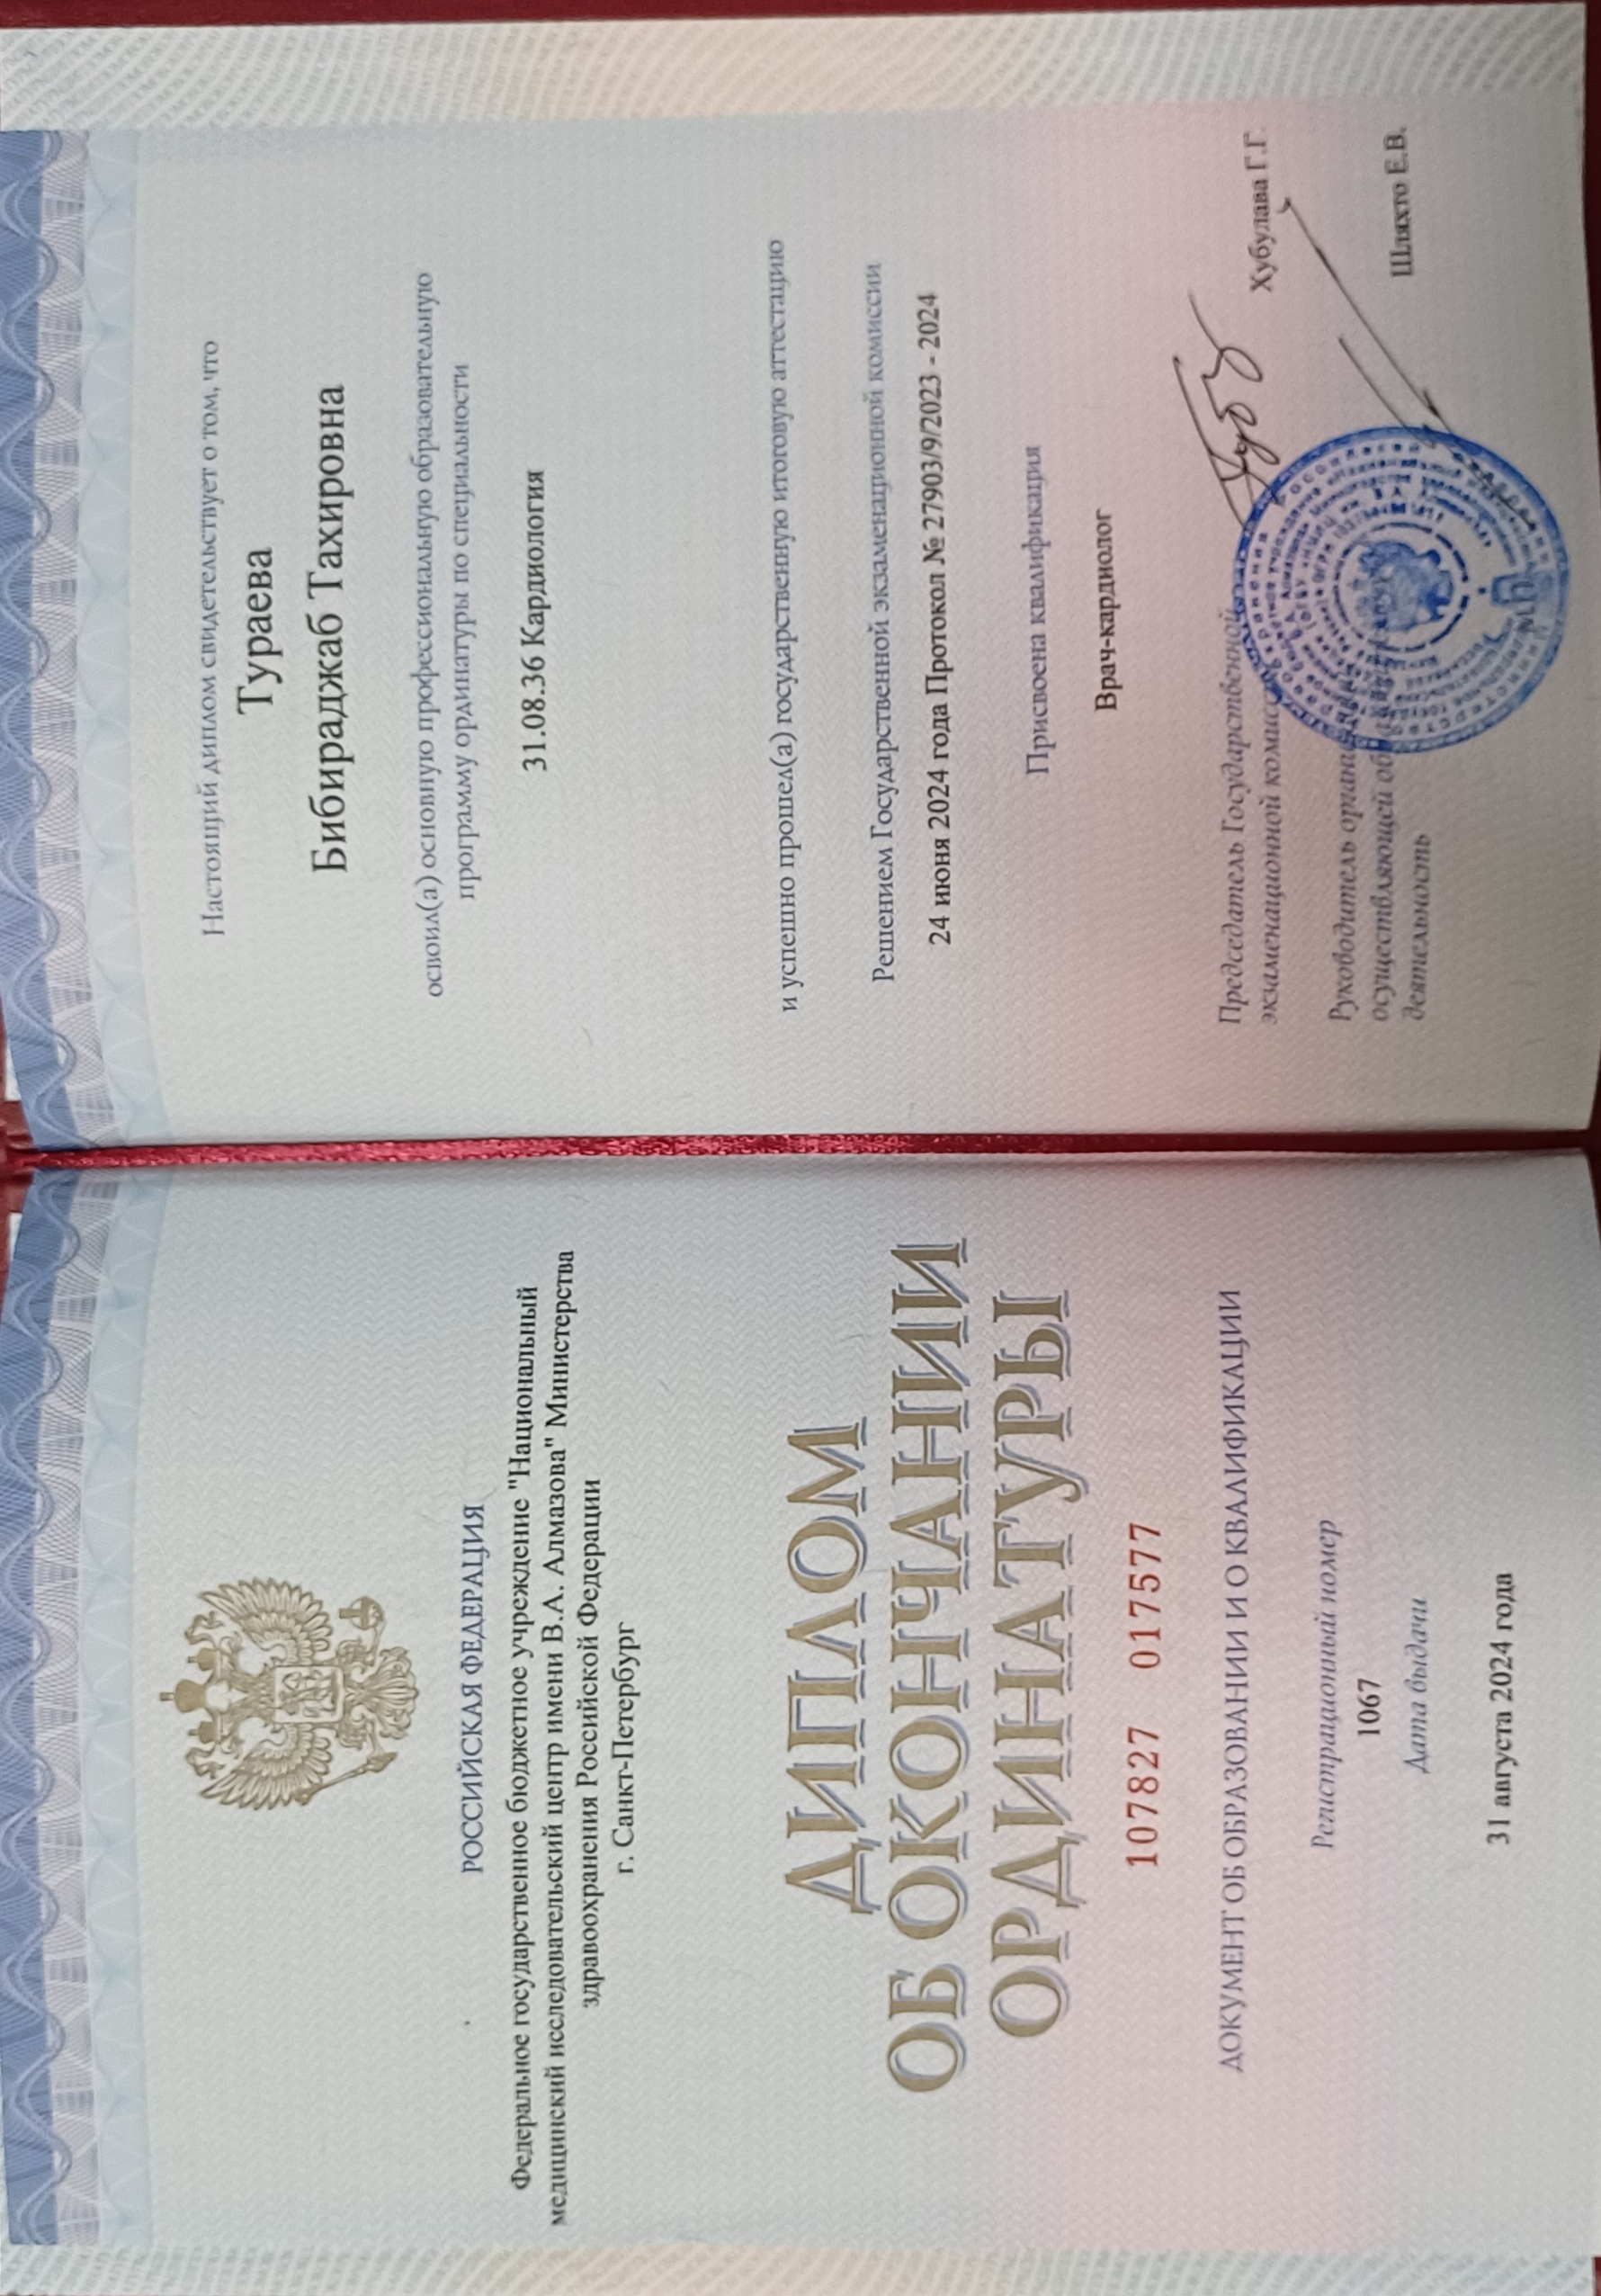 РОССИЙСКАЯ ФЕДЕРАЦИЯ
Федеральное государственное бюджетное учреждение "Национальный
медицинский исследовательский центр имени В.А. Алмазова" Министерства
здравоохранения Российской Федерации
г. Санкт-Петербург
ДИПЛОМ
ОБ ОКОНЧАНИИ
ОРДИНАТУРЫ
107827 017577
ДОКУМЕНТ ОБ ОБРАЗОВАНИИ И О КВАЛИФИКАЦИИ
Регистрационный номер
1067
Дата выдачи
31 августа 2024 года
Настоящий диплом свидетельствует о том, что
Тураева
Бибираджаб Тахировна
освоил(а) основную профессиональную образовательную
программу ординатуры по специальности
31.08.36 Кардиология
и успешно прошел(а) государственную итоговую аттестацию
Решением Государственной экзаменационной комиссии
24 июня 2024 года Протокол № 27903/9/2023 - 2024
Присвоена квалификация
Врач-кардиолог
Председатель Государственной
экзаменационной комиссии
Хубулава Г.Г.
Руководитель
осуществляющей
деятельность
Шляхто Е.В.
М.П.